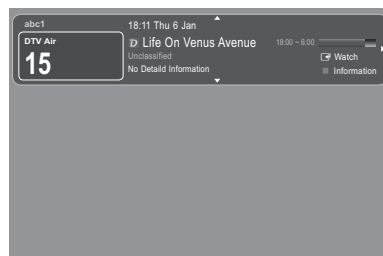 abc1
DTV Air
15
18:11 Thu 6 Jan
D Life On Venus Avenue
18:00 ~ 6:00
Unclassified
No Detaild Information
Watch
Information